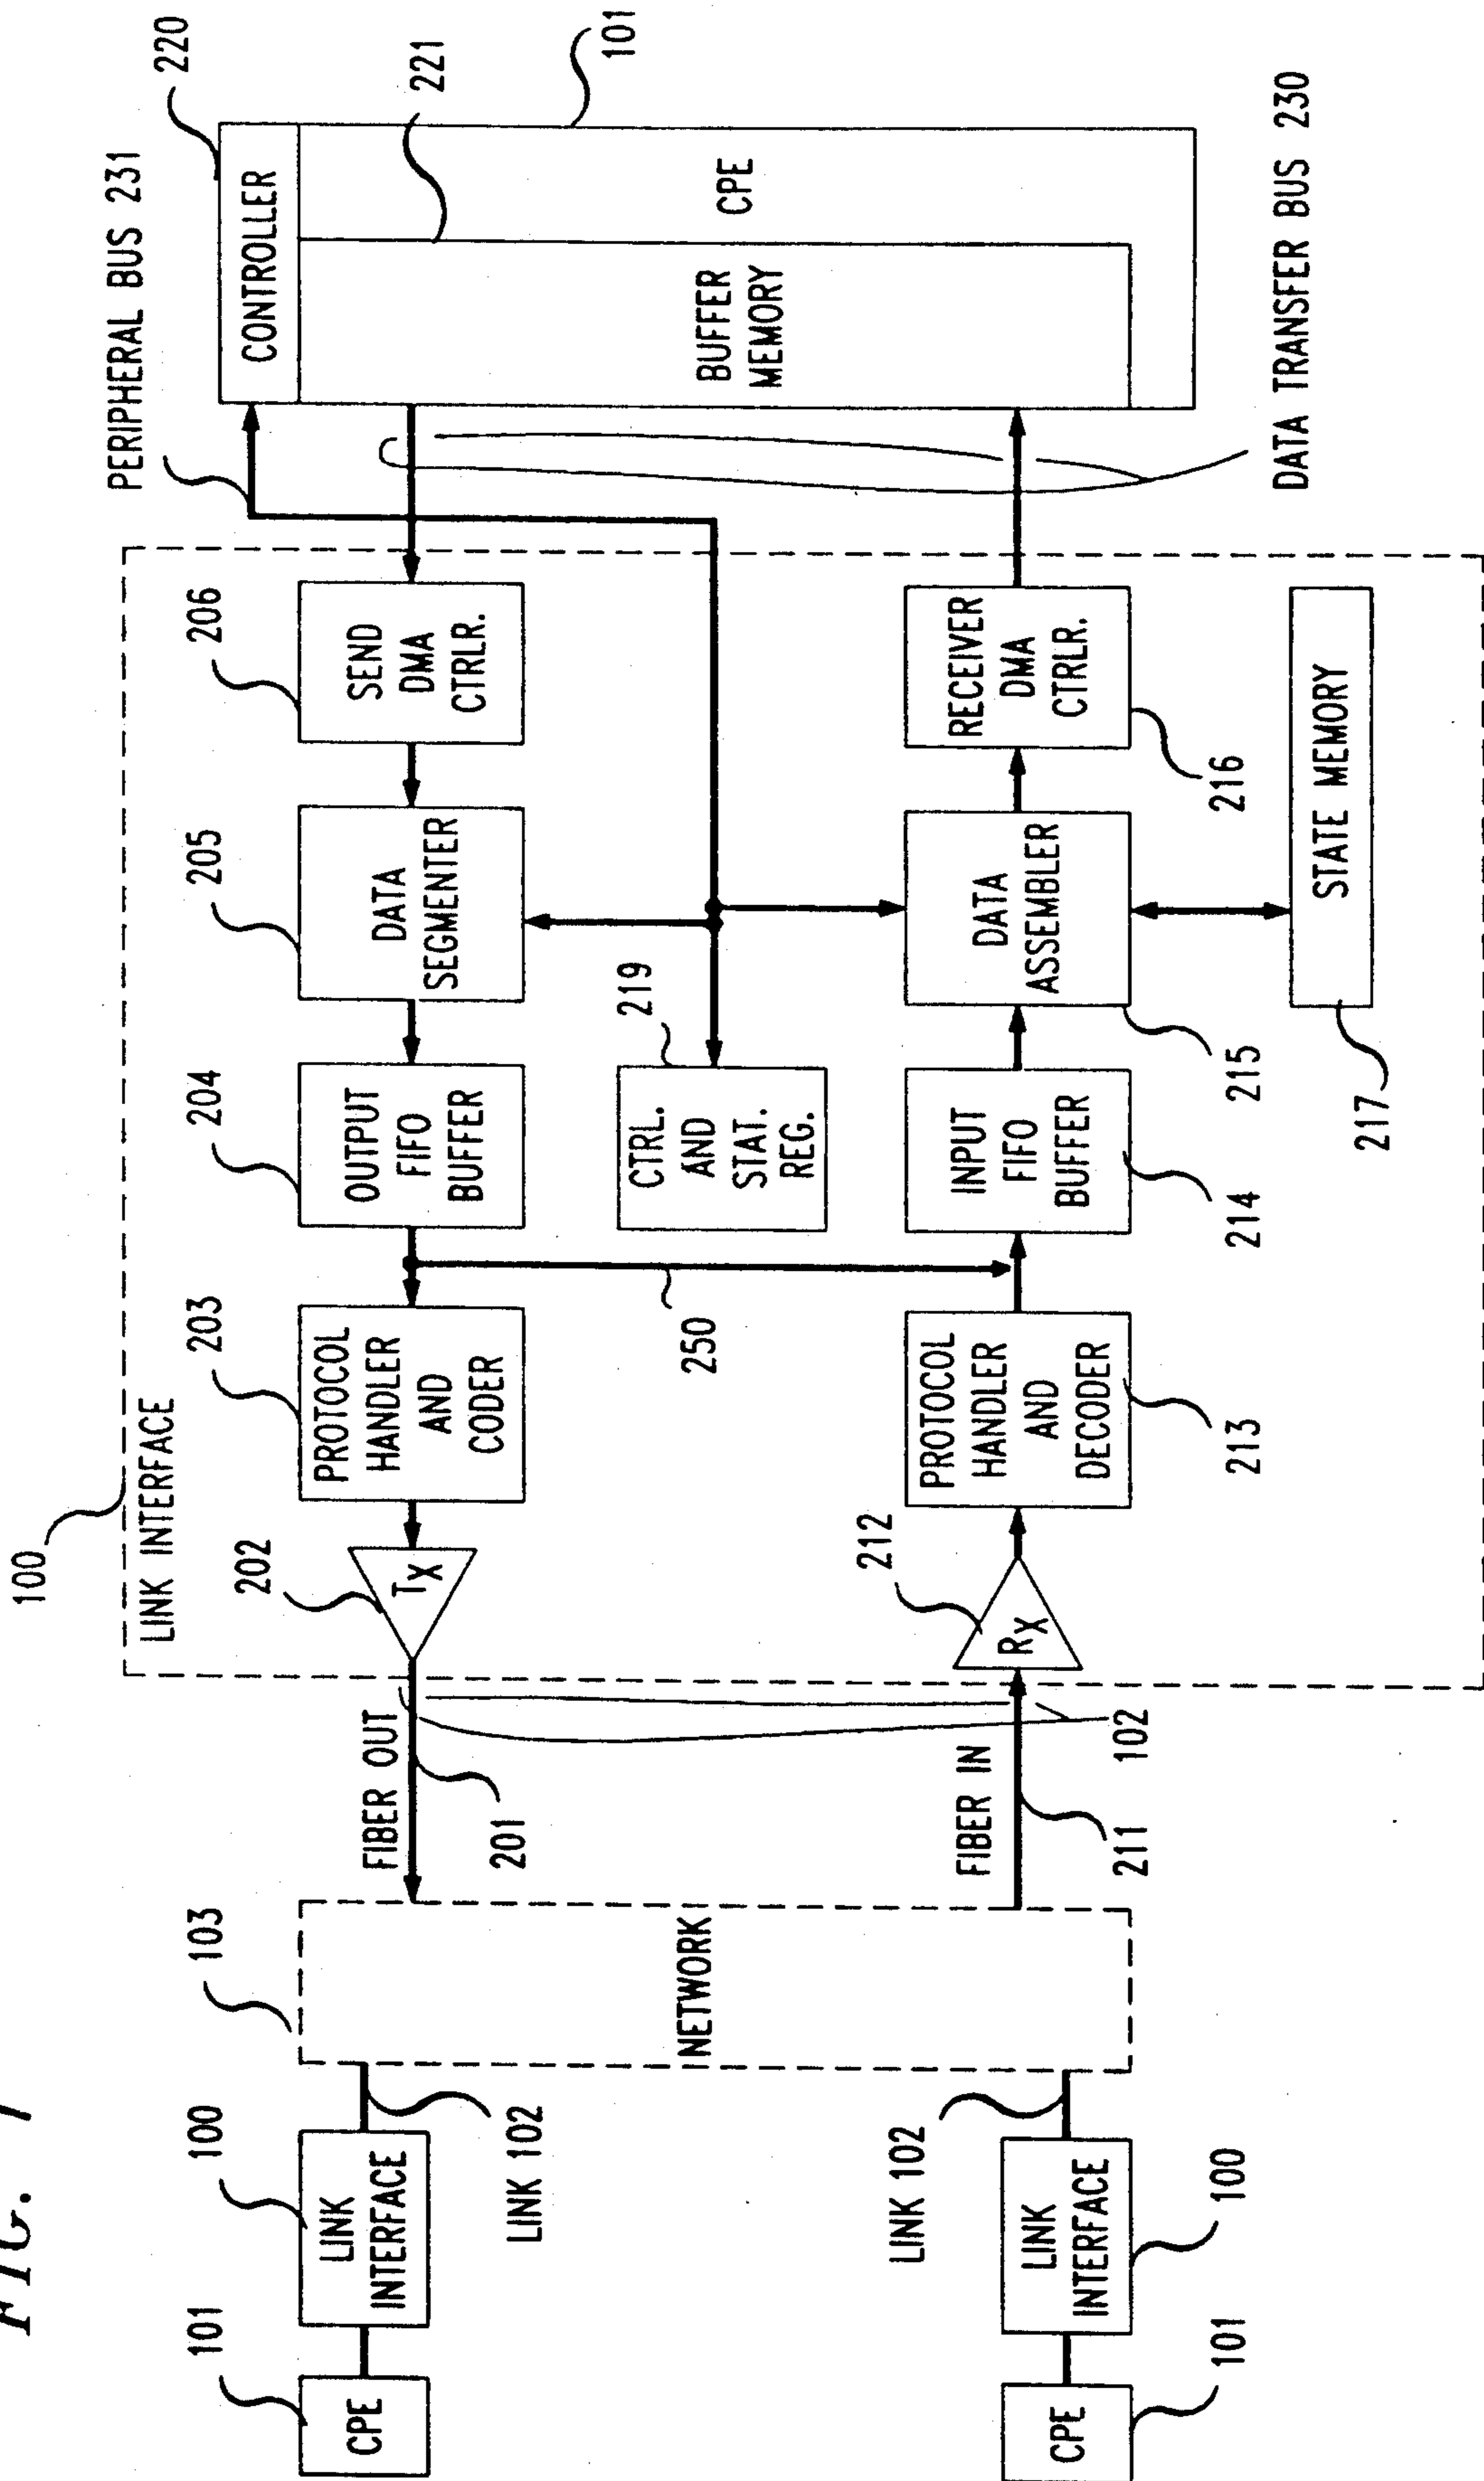 FIG. 1
101
CPE
100
LINK
INTERFACE
LINK 102
103
NETWORK
LINK 102
101
CPE
100
LINK
INTERFACE
FIBER OUT
201
FIBER IN
211
102
100
LINK INTERFACE
202
TX
203
PROTOCOL
HANDLER
AND
CODER
204
OUTPUT
FIFO
BUFFER
205
DATA
SEGMENTER
206
SEND
DMA
CTRLR.
250
219
CTRL.
AND
STAT.
REG.
212
RX
PROTOCOL
HANDLER
AND
DECODER
213
INPUT
FIFO
BUFFER
214
DATA
ASSEMBLER
215
RECEIVER
DMA
CTRLR.
216
STATE MEMORY
217
PERIPHERAL BUS 231
220
CONTROLLER
221
BUFFER
MEMORY
CPE
101
DATA TRANSFER BUS 230